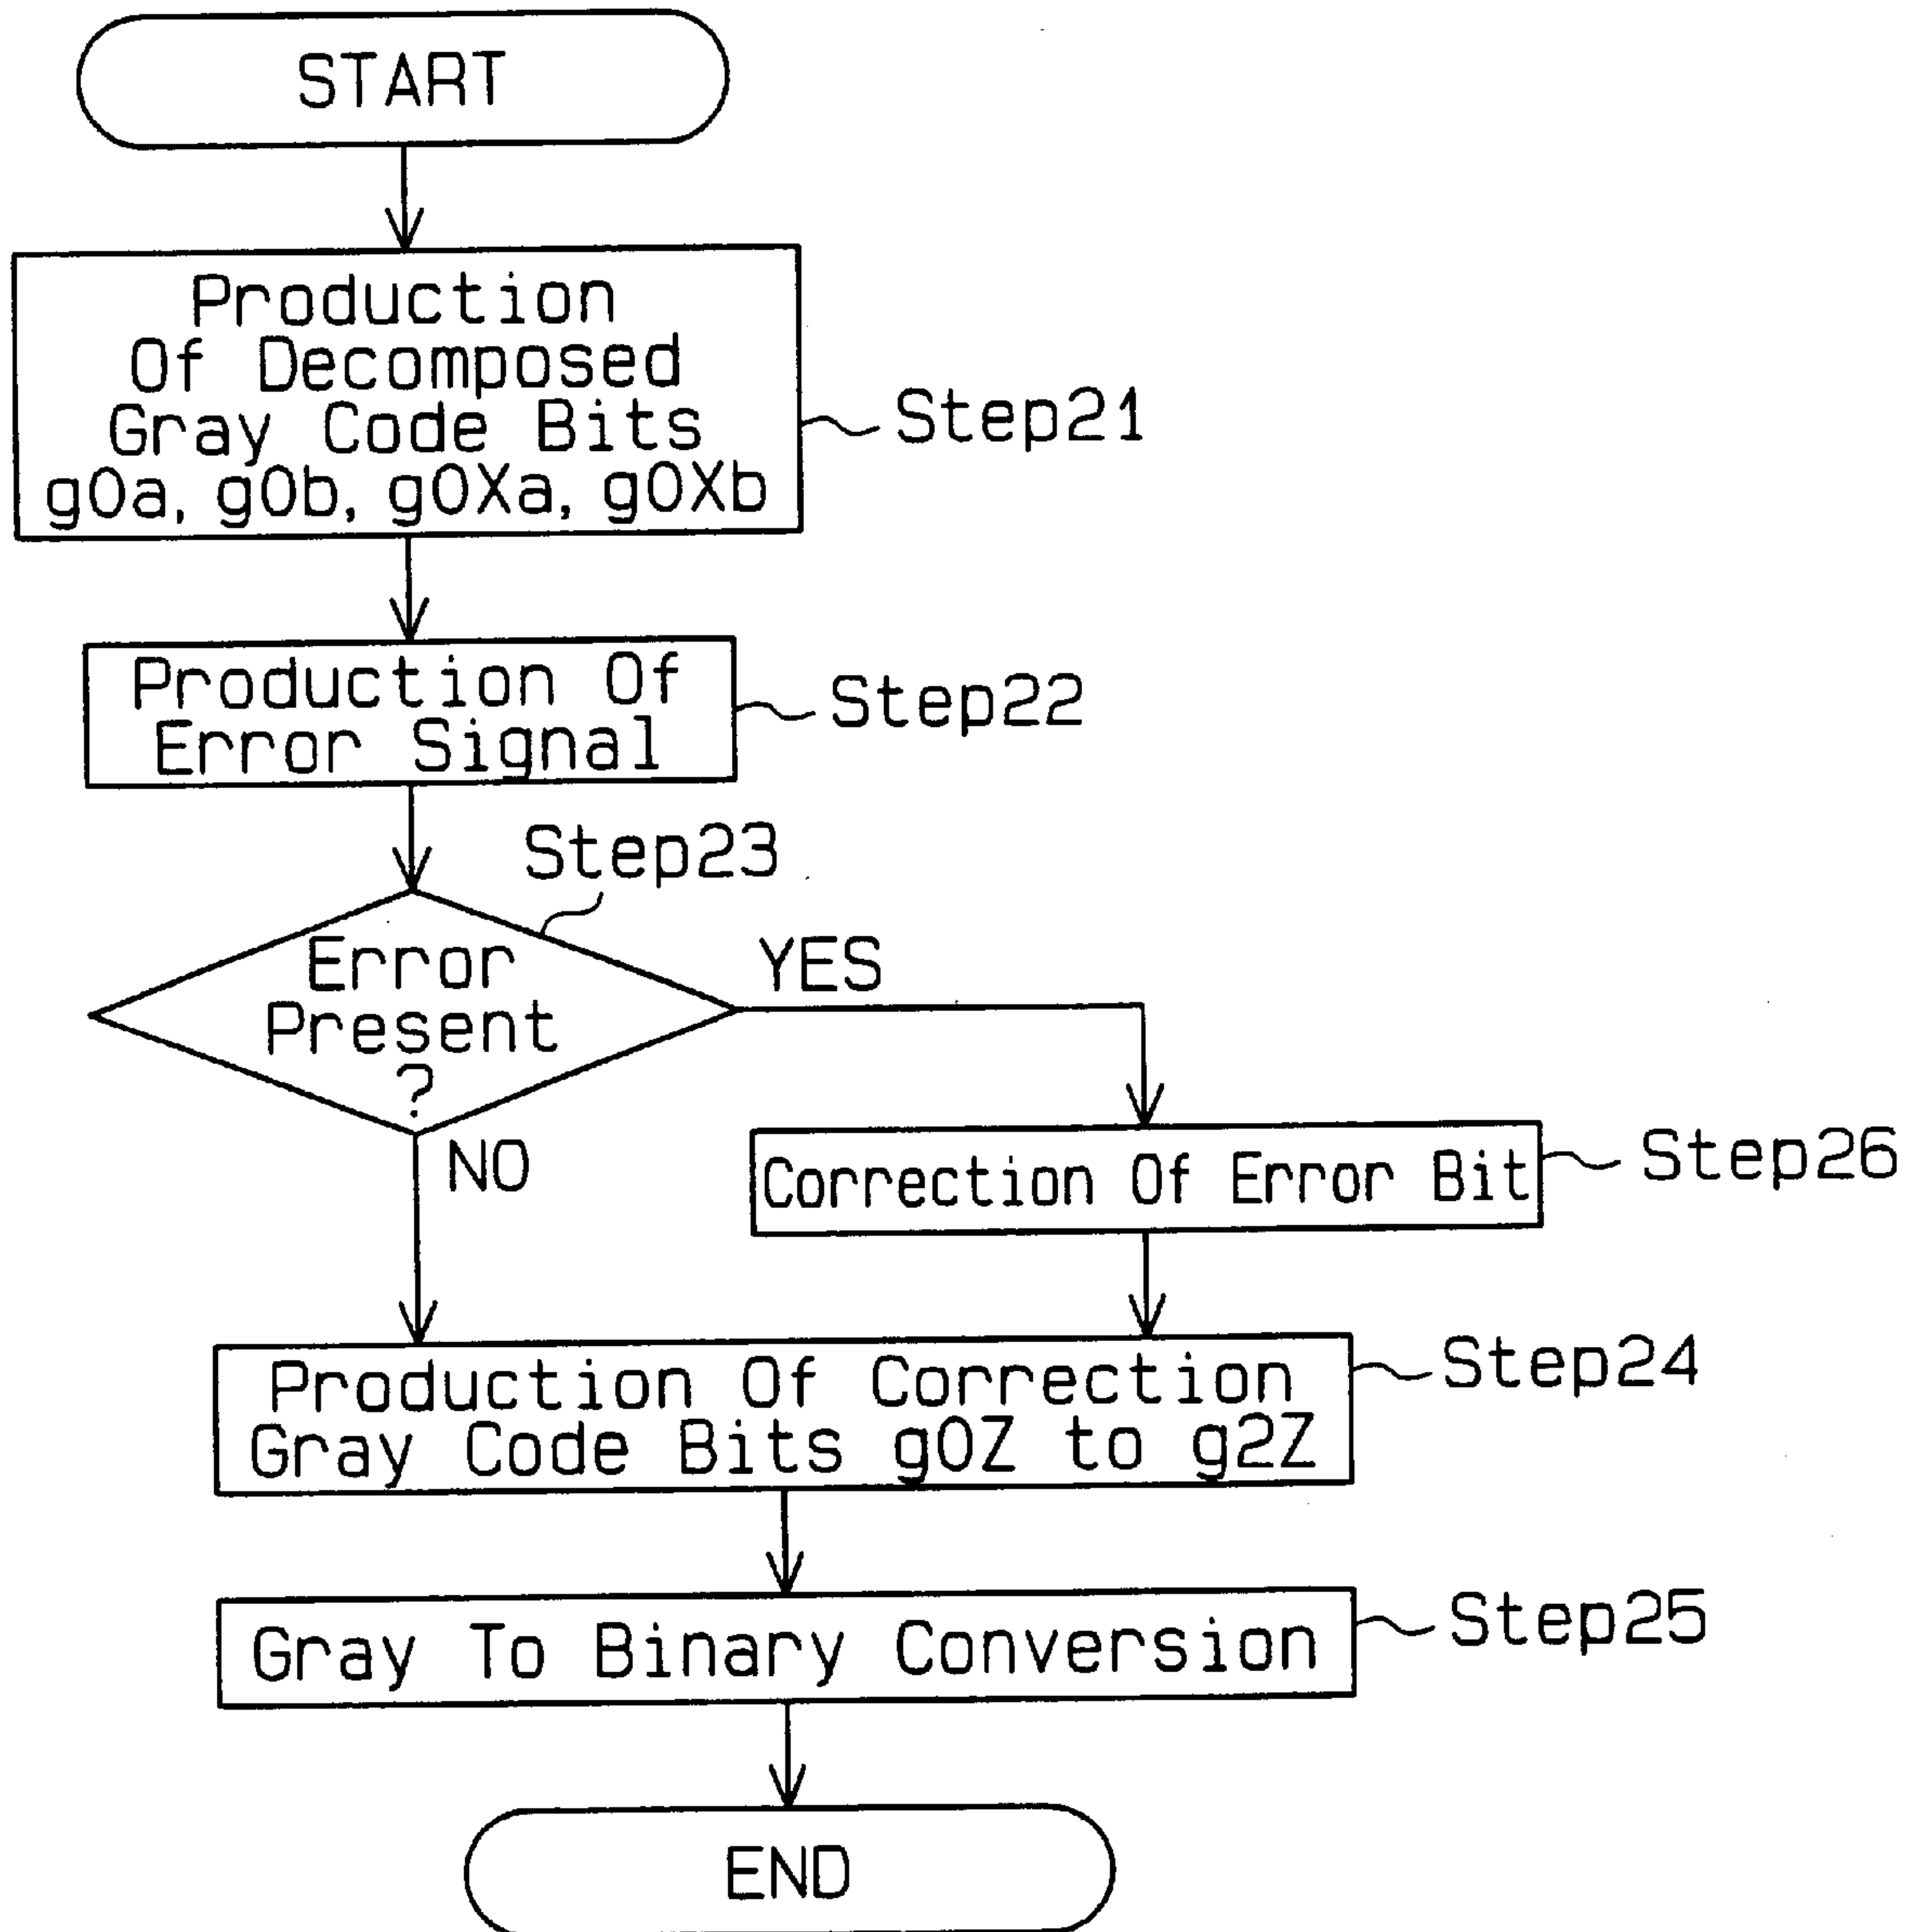 START
Production
Of Decomposed
Gray Code Bits
g0a, g0b, g0Xa, g0Xb
Step21
Production Of
Error Signal
Step22
Step23
Error
Present
?
YES
NO
Correction Of Error Bit
Step26
Production Of Correction
Gray Code Bits g0Z to g2Z
Step24
Gray To Binary Conversion
Step25
END